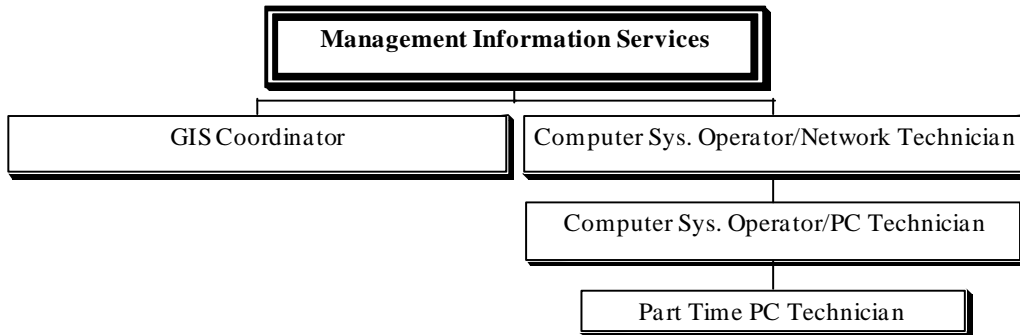 Management Information Services
GIS Coordinator
Computer Sys. Operator/Network Technician
Computer Sys. Operator/PC Technician
Part Time PC Technician